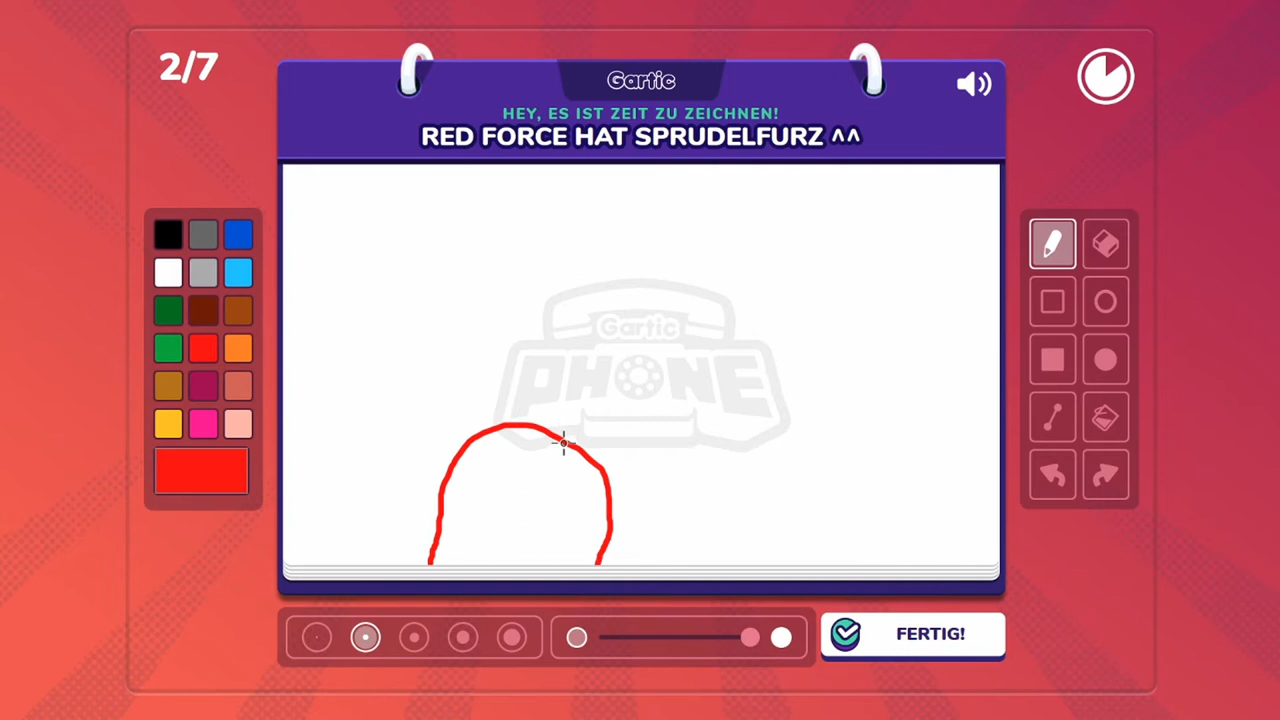 2/7
Gartic
HEY, ES IST ZEIT ZU ZEICHNEN!
RED FORCE HAT SPRUDELFURZ ^^
Gartic
PHONE
FERTIG!